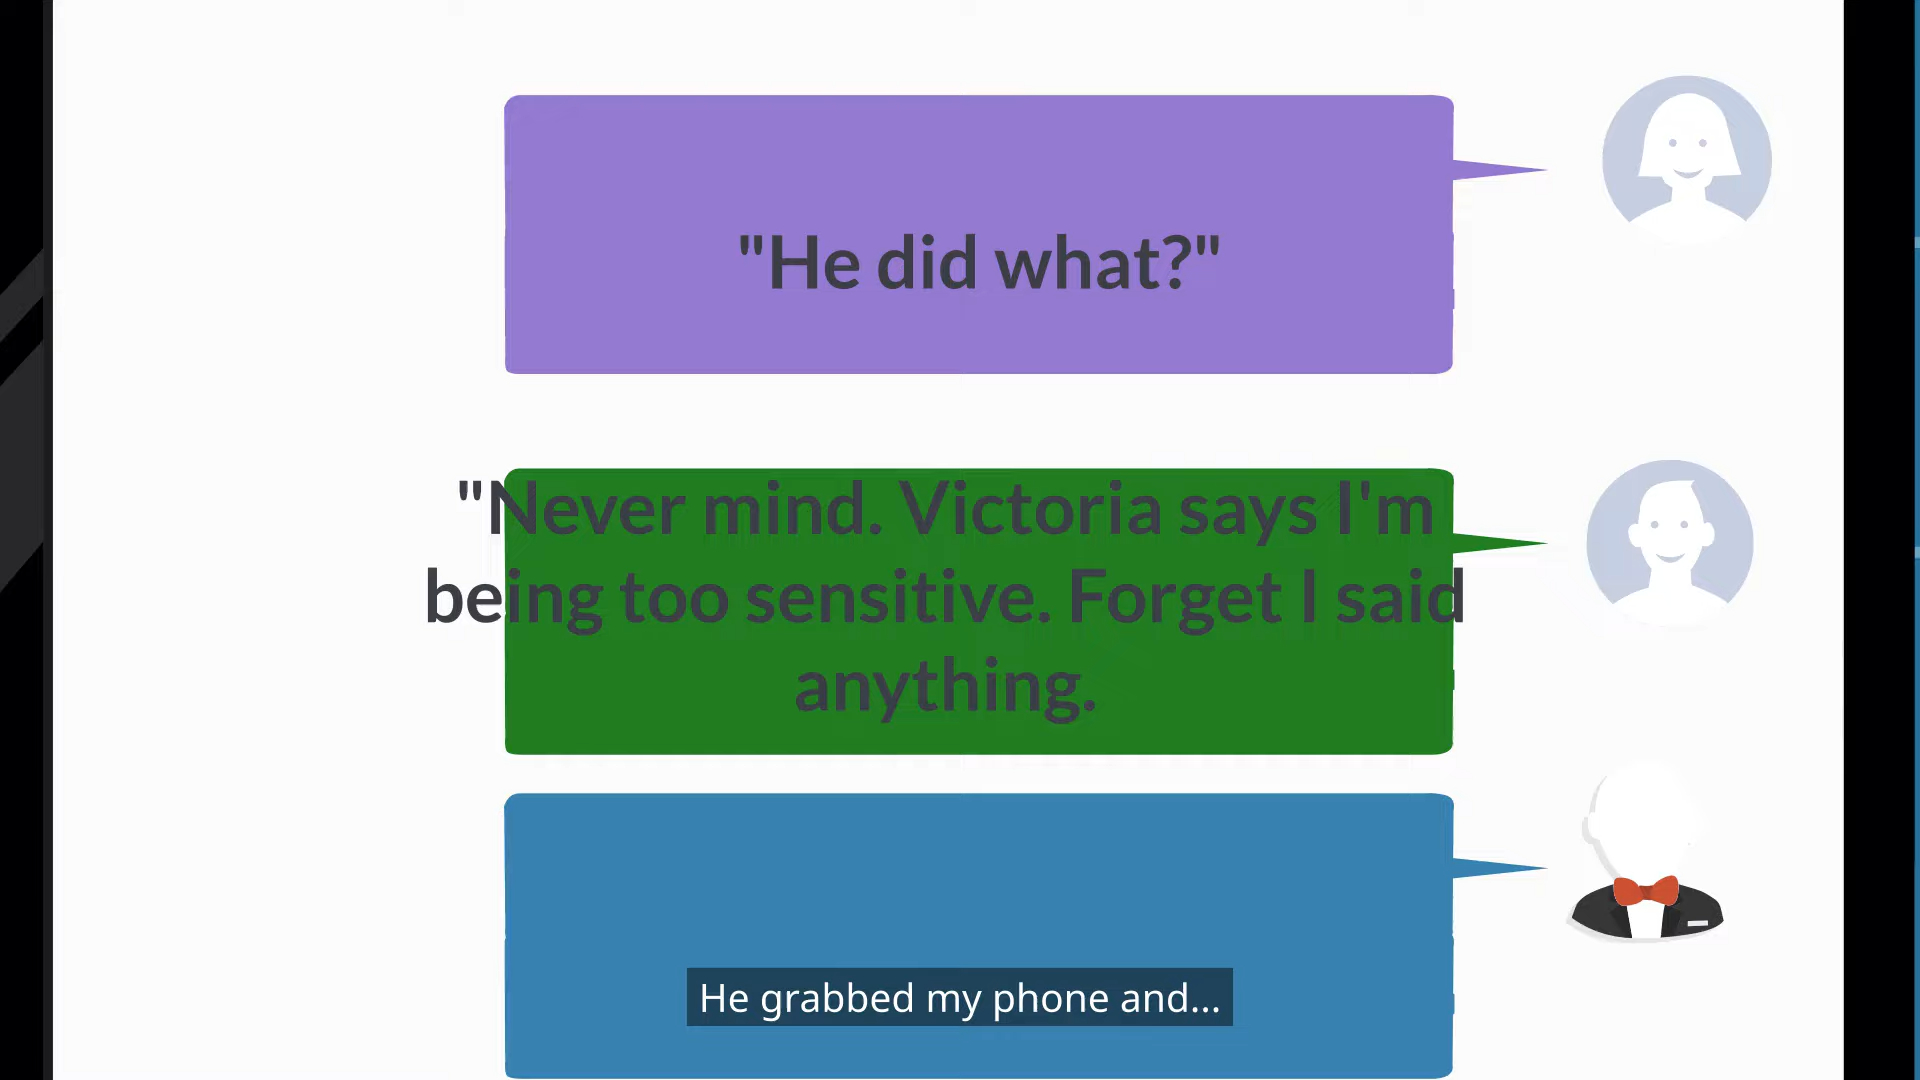 "He did what?"
"Never mind. Victoria says I'm
being too sensitive. Forget I said
anything.
He grabbed my phone and...